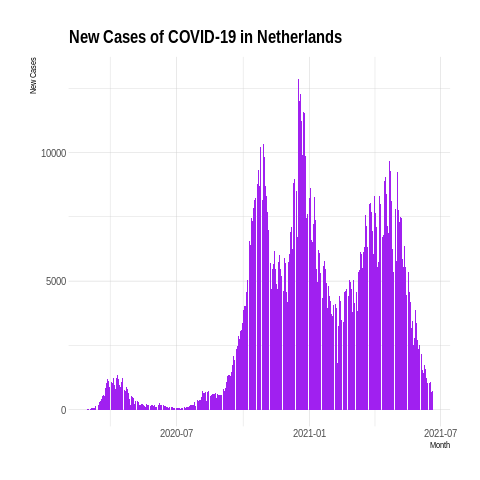 New Cases of COVID-19 in Netherlands
New Cases
10000
5000
0
2020-07
2021-01
2021-07
Month